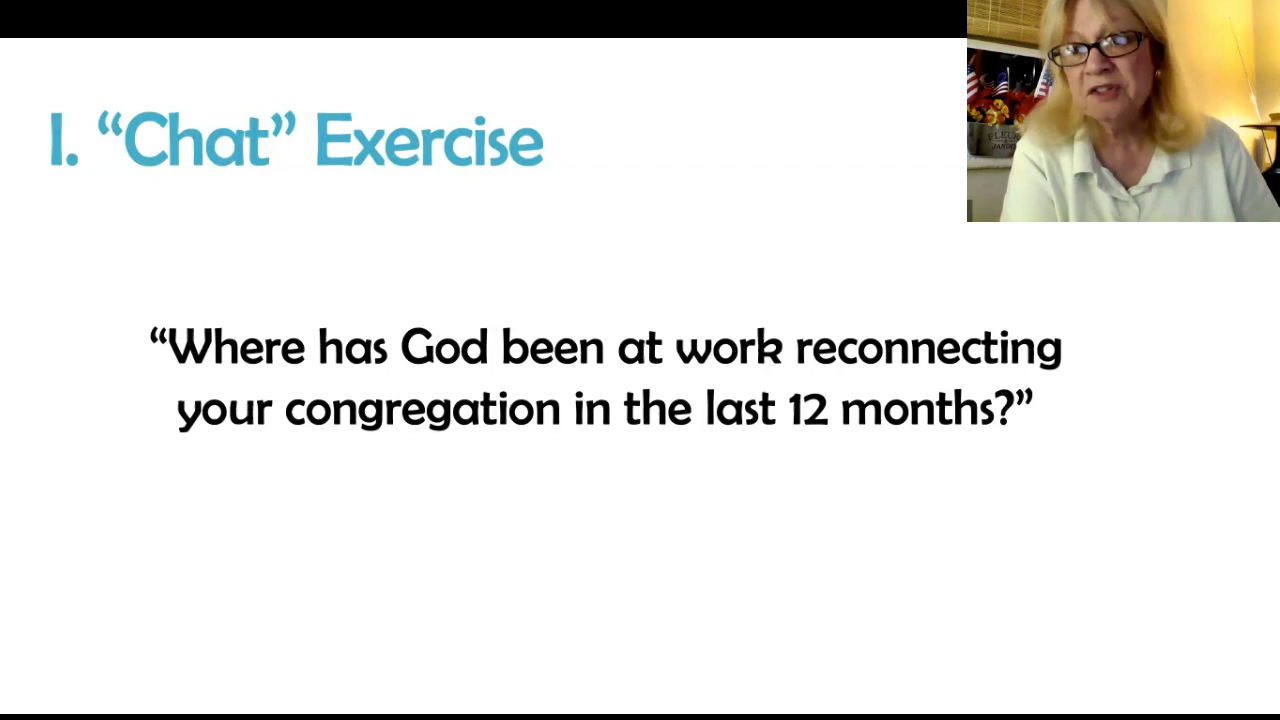 I. “Chat” Exercise
“Where has God been at work reconnecting
your congregation in the last 12 months?”